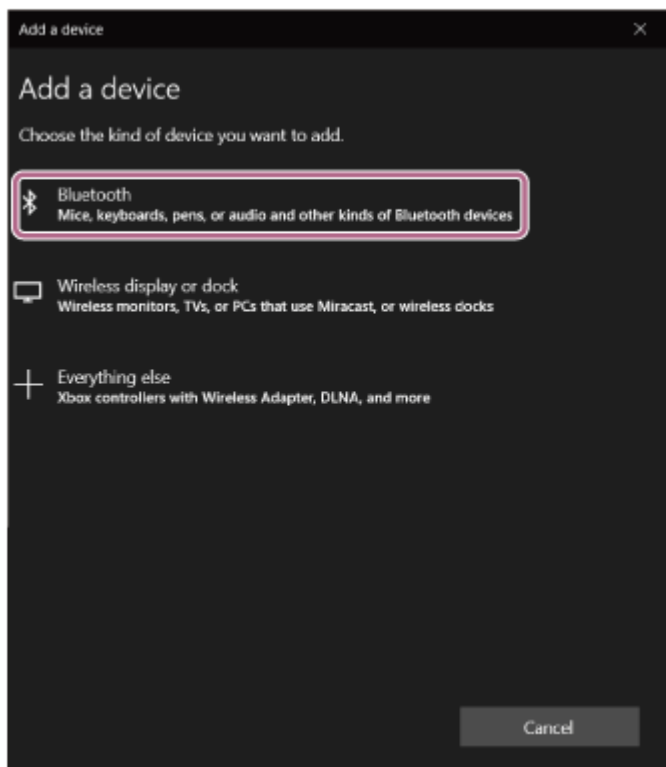 Add a device
Add a device
Choose the kind of device you want to add.
Bluetooth
Mice, keyboards, pens, or audio and other kinds of Bluetooth devices
Wireless display or dock
Wireless monitors, TVs, or PCs that use Miracast, or wireless docks
Everything else
Xbox controllers with Wireless Adapter, DLNA, and more
Cancel